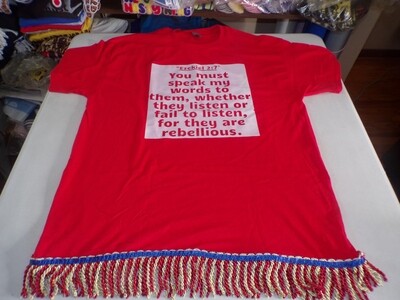 "Ezekiel 2:7"
You must
speak my
words to
them, whether
they listen or
fail to listen,
for they are
rebellious.